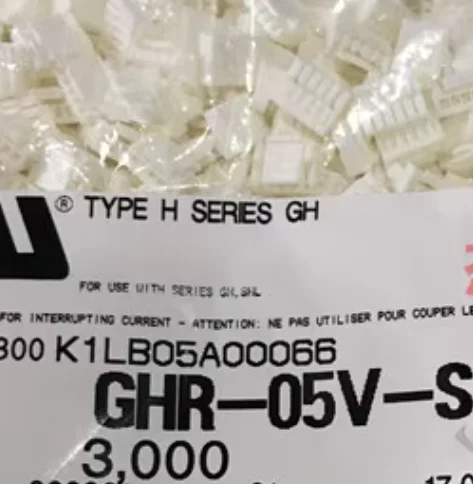 ® TYPE H SERIES GH
FOR USE WITH SERIES GH,GHL
FOR INTERRUPTING CURRENT - ATTENTION: NE PAS UTILISER POUR COUPER LE
300 K1LB05A00066
GHR-05V-S
3,000